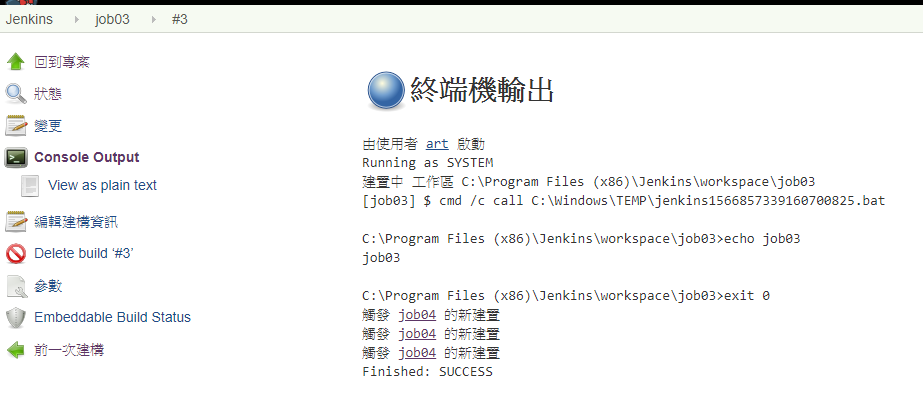 Jenkins job03 #3
回到專案
狀態
變更
Console Output
View as plain text
編輯建構資訊
Delete build ‘#3’
參數
Embeddable Build Status
前一次建構
終端機輸出
由使用者 art 啟動
Running as SYSTEM
建置中 工作區 C:\Program Files (x86)\Jenkins\workspace\job03
[job03] $ cmd /c call C:\Windows\TEMP\jenkins1566857339160700825.bat
C:\Program Files (x86)\Jenkins\workspace\job03>echo job03
job03
C:\Program Files (x86)\Jenkins\workspace\job03>exit 0
觸發 job04 的新建置
觸發 job04 的新建置
觸發 job04 的新建置
Finished: SUCCESS